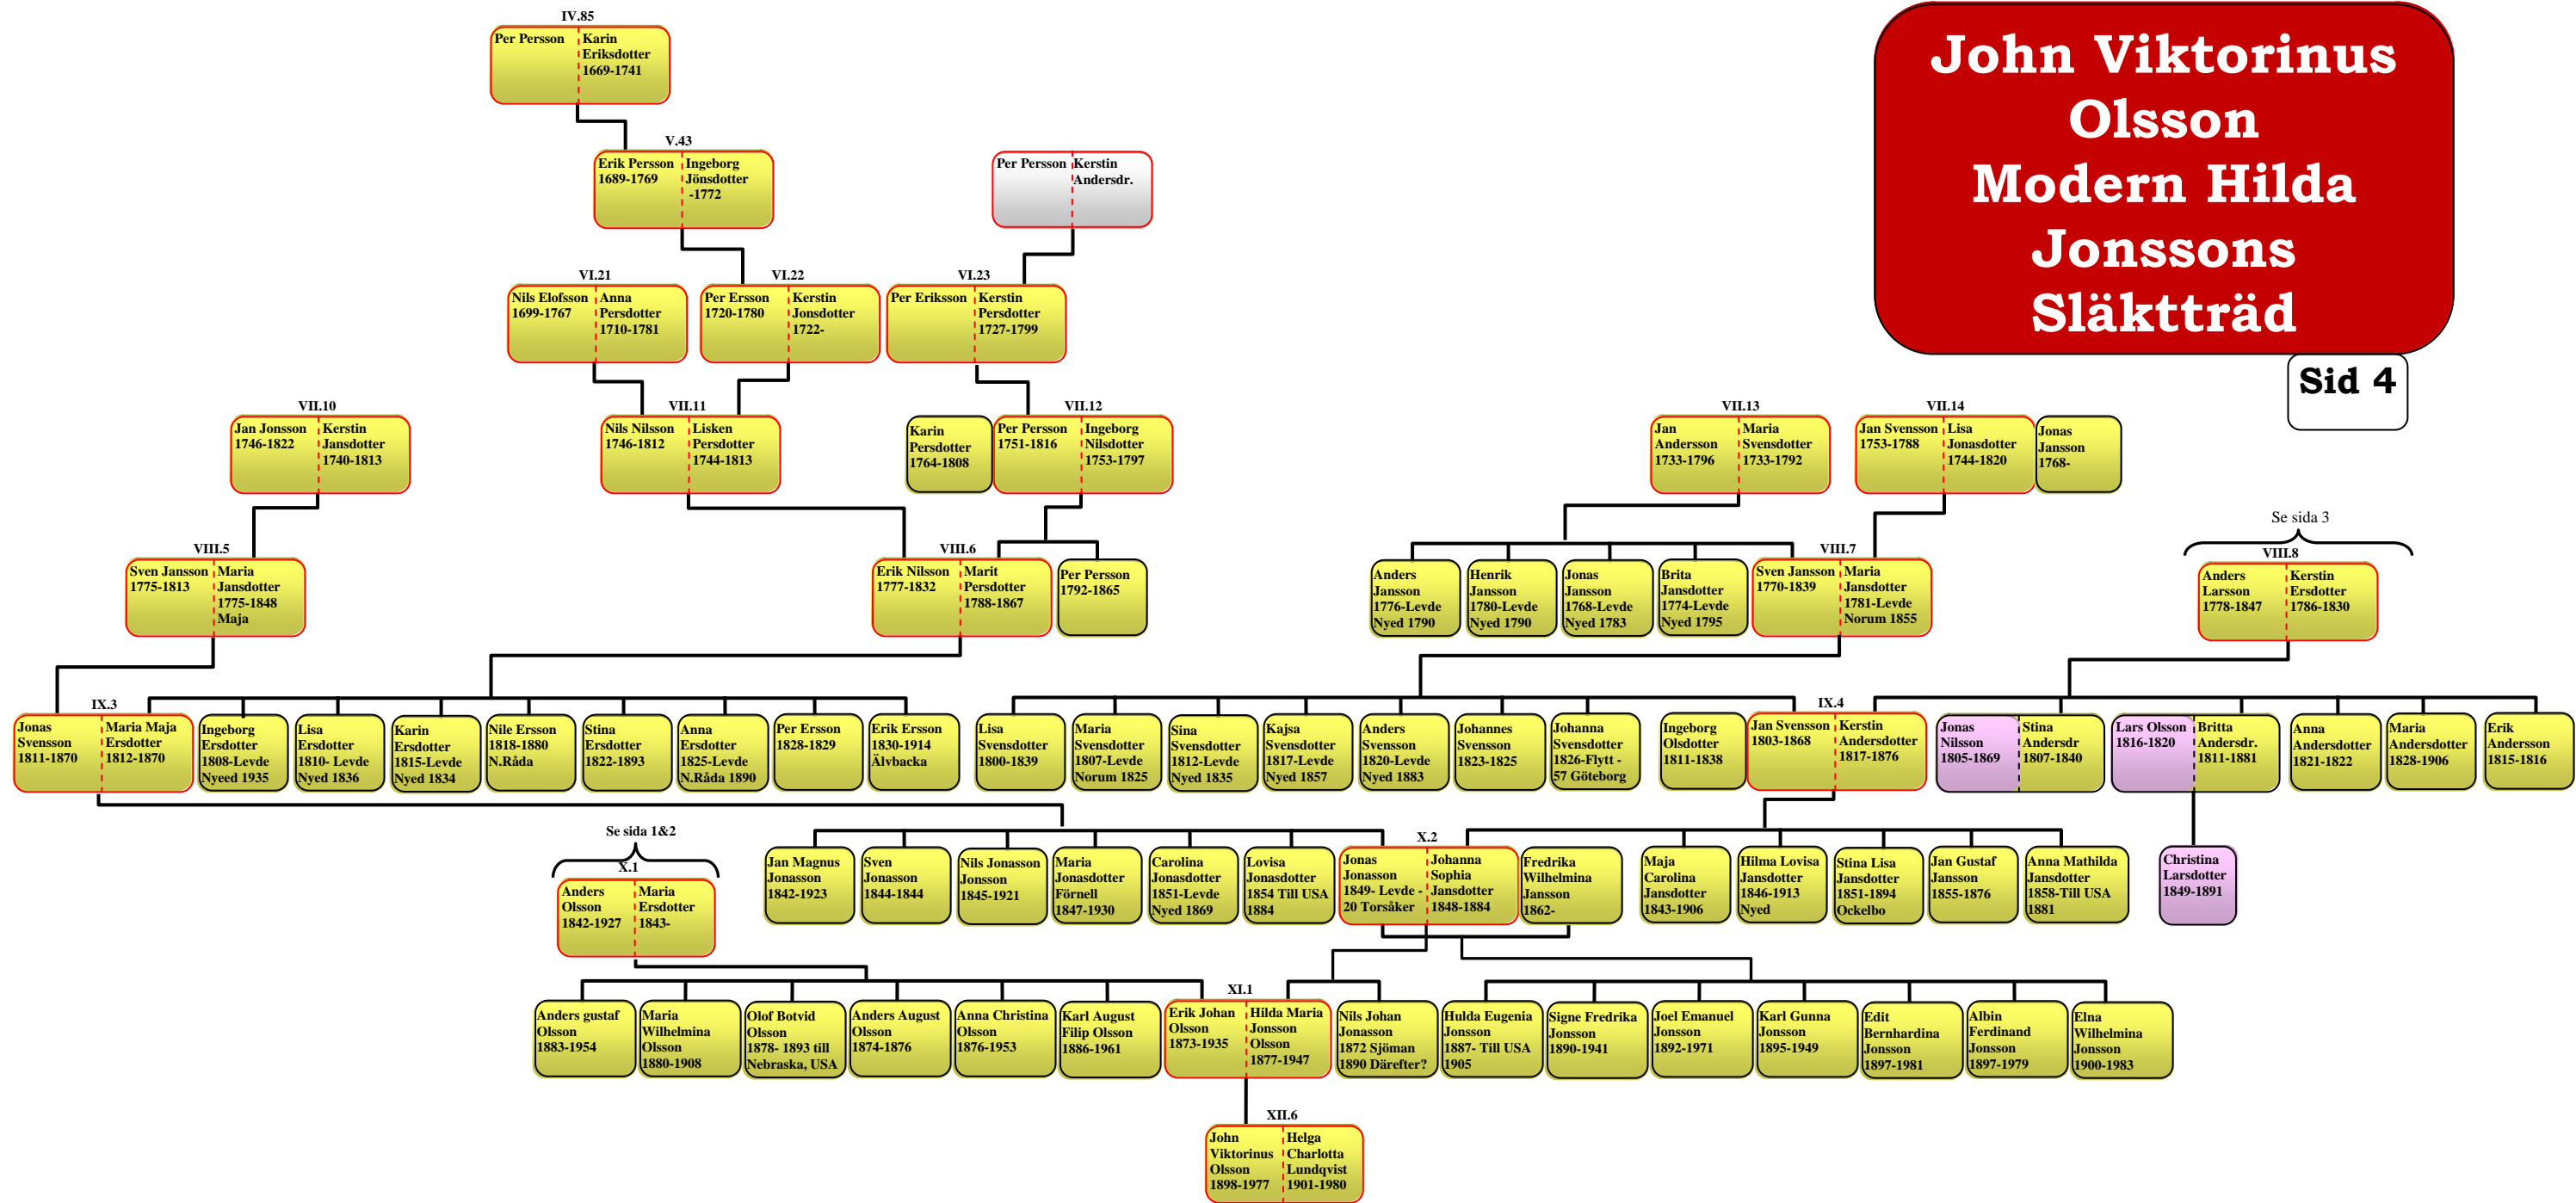 John Viktorinus
Olsson
Modern Hilda
Jonssons
Släktträd
Sid 4
IV.85
Per Persson
Karin
Eriksdotter
1669-1741
V.43
Erik Persson
1689-1769
Ingeborg
Jönsdotter
-1772
Per Persson
Kerstin
Andersdr.
VI.21
Nils Elofsson
1699-1767
Anna
Persdotter
1710-1781
VI.22
Per Ersson
1720-1780
Kerstin
Jonsdotter
1722-
VI.23
Per Eriksson
Kerstin
Persdotter
1727-1799
VII.10
Jan Jonsson
1746-1822
Kerstin
Jansdotter
1740-1813
VII.11
Nils Nilsson
1746-1812
Lisken
Persdotter
1744-1813
Karin
Persdotter
1764-1808
VII.12
Per Persson
1751-1816
Ingeborg
Nilsdotter
1753-1797
VII.13
Jan
Andersson
1733-1796
Maria
Svensdotter
1733-1792
VII.14
Jan Svensson
1753-1788
Lisa
Jonasdotter
1744-1820
Jonas
Jansson
1768-
VIII.5
Sven Jansson
1775-1813
Maria
Jansdotter
1775-1848
Maja
VIII.6
Erik Nilsson
1777-1832
Marit
Persdotter
1788-1867
Per Persson
1792-1865
Anders
Jansson
1776-Levde
Nyed 1790
Henrik
Jansson
1780-Levde
Nyed 1790
Jonas
Jansson
1768-Levde
Nyed 1783
Brita
Jansdotter
1774-Levde
Nyed 1795
VIII.7
Sven Jansson
1770-1839
Maria
Jansdotter
1781-Levde
Norum 1855
Se sida 3
VIII.8
Anders
Larsson
1778-1847
Kerstin
Ersdotter
1786-1830
IX.3
Jonas
Svensson
1811-1870
Maria Maja
Ersdotter
1812-1870
Ingeborg
Ersdotter
1808-Levde
Nyeed 1935
Lisa
Ersdotter
1810- Levde
Nyed 1836
Karin
Ersdotter
1815-Levde
Nyed 1834
Nile Ersson
1818-1880
N.Råda
Stina
Ersdotter
1822-1893
Anna
Ersdotter
1825-Levde
N.Råda 1890
Per Ersson
1828-1829
Erik Ersson
1830-1914
Älvbacka
Lisa
Svensdotter
1800-1839
Maria
Svensdotter
1807-Levde
Norum 1825
Sina
Svensdotter
1812-Levde
Nyed 1835
Kajsa
Svensdotter
1817-Levde
Nyed 1857
Anders
Svensson
1820-Levde
Nyed 1883
Johannes
Svensson
1823-1825
Johanna
Svensdotter
1826-Flytt -
57 Göteborg
Ingeborg
Olsdotter
1811-1838
IX.4
Jan Svensson
1803-1868
Kerstin
Andersdotter
1817-1876
Jonas
Nilsson
1805-1869
Stina
Andersdr
1807-1840
Lars Olsson
1816-1820
Britta
Andersdr.
1811-1881
Anna
Andersdotter
1821-1822
Maria
Andersdotter
1828-1906
Erik
Andersson
1815-1816
Se sida 1&2
X.1
Anders
Olsson
1842-1927
Maria
Ersdotter
1843-
Jan Magnus
Jonasson
1842-1923
Sven
Jonasson
1844-1844
Nils Jonasson
Jonsson
1845-1921
Maria
Jonasdotter
Förnell
1847-1930
Carolina
Jonasdotter
1851-Levde
Nyed 1869
Lovisa
Jonasdotter
1854 Till USA
1884
X.2
Jonas
Jonasson
1849- Levde -
20 Torsåker
Johanna
Sophia
Jansdotter
1848-1884
Fredrika
Wilhelmina
Jansson
1862-
Maja
Carolina
Jansdotter
1843-1906
Hilma Lovisa
Jansdotter
1846-1913
Nyed
Stina Lisa
Jansdotter
1851-1894
Ockelbo
Jan Gustaf
Jansson
1855-1876
Anna Mathilda
Jansdotter
1858-Till USA
1881
Christina
Larsdotter
1849-1891
Anders gustaf
Olsson
1883-1954
Maria
Wilhelmina
Olsson
1880-1908
Olof Botvid
Olsson
1878- 1893 till
Nebraska, USA
Anders August
Olsson
1874-1876
Anna Christina
Olsson
1876-1953
Karl August
Filip Olsson
1886-1961
XI.1
Erik Johan
Olsson
1873-1935
Hilda Maria
Jonsson
Olsson
1877-1947
Nils Johan
Jonasson
1872 Sjöman
1890 Därefter?
Hulda Eugenia
Jonsson
1887- Till USA
1905
Signe Fredrika
Jonsson
1890-1941
Joel Emanuel
Jonsson
1892-1971
Karl Gunna
Jonsson
1895-1949
Edit
Bernhardina
Jonsson
1897-1981
Albin
Ferdinand
Jonsson
1897-1979
Elna
Wilhelmina
Jonsson
1900-1983
XII.6
John
Viktorinus
Olsson
1898-1977
Helga
Charlotta
Lundqvist
1901-1980